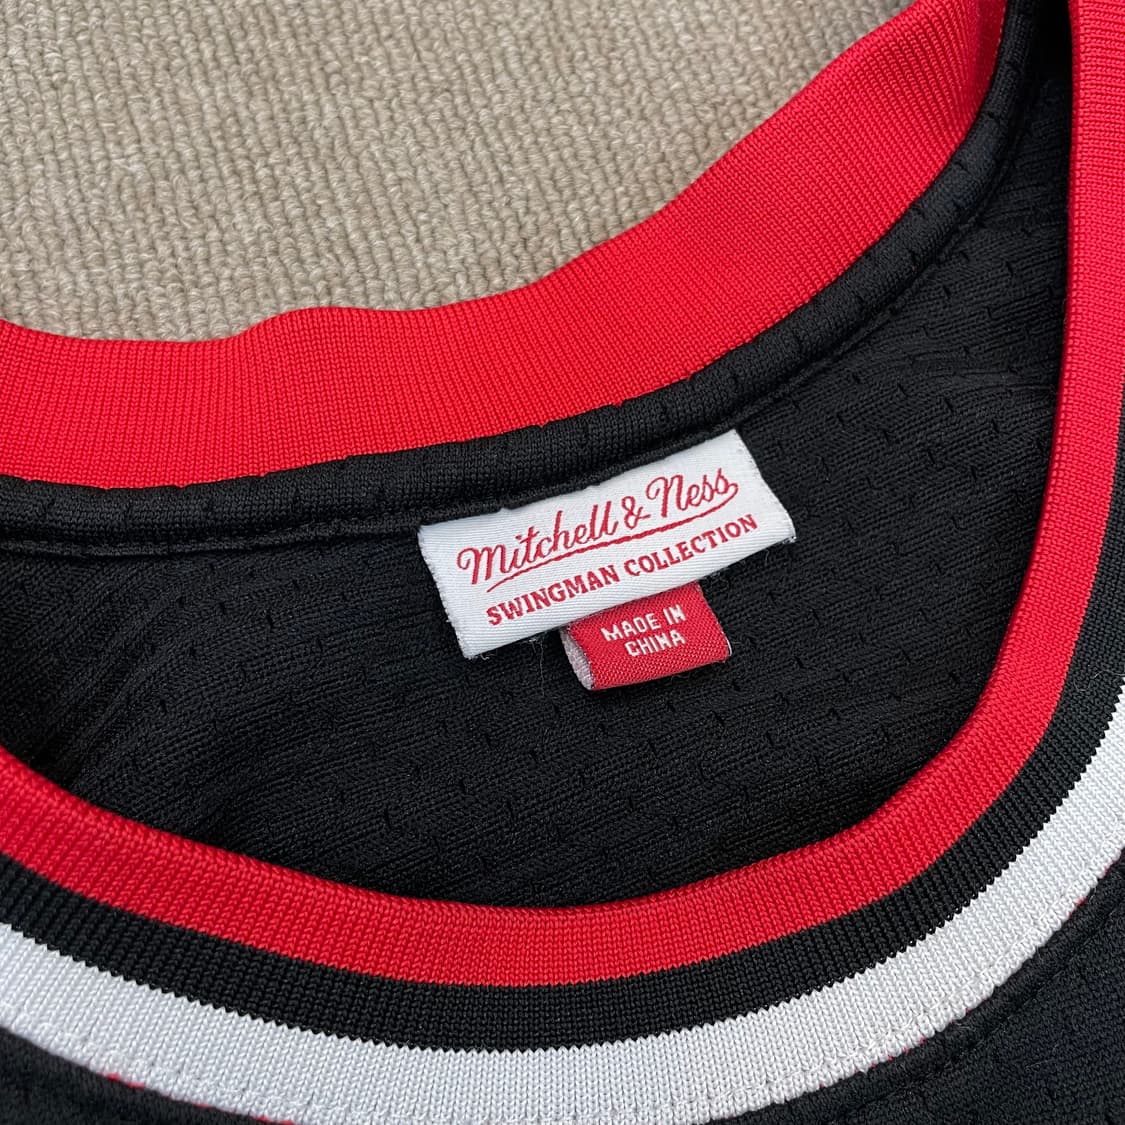 Mitchell & Ness
SWINGMAN COLLECTION
MADE IN
CHINA